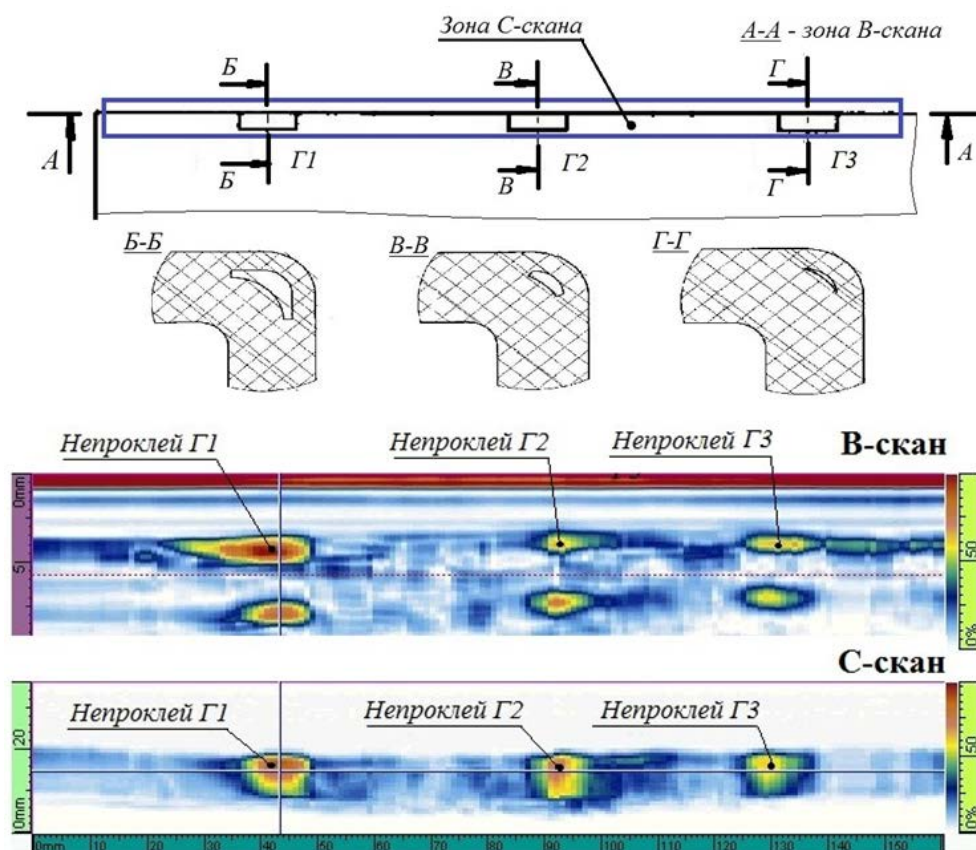 Зона С-скана
А-А - зона В-скана
Б
В
Г
А
Б
Г1
В
Г2
Г
Г3
А
Б-Б
В-В
Г-Г
Непроклей Г1
Непроклей Г2
Непроклей Г3
В-скан
0mm
5
50
0%
С-скан
Непроклей Г1
Непроклей Г2
Непроклей Г3
20
0mm
50
0%
0mm 10 20 30 40 50 60 70 80 90 100 110 120 130 140 150